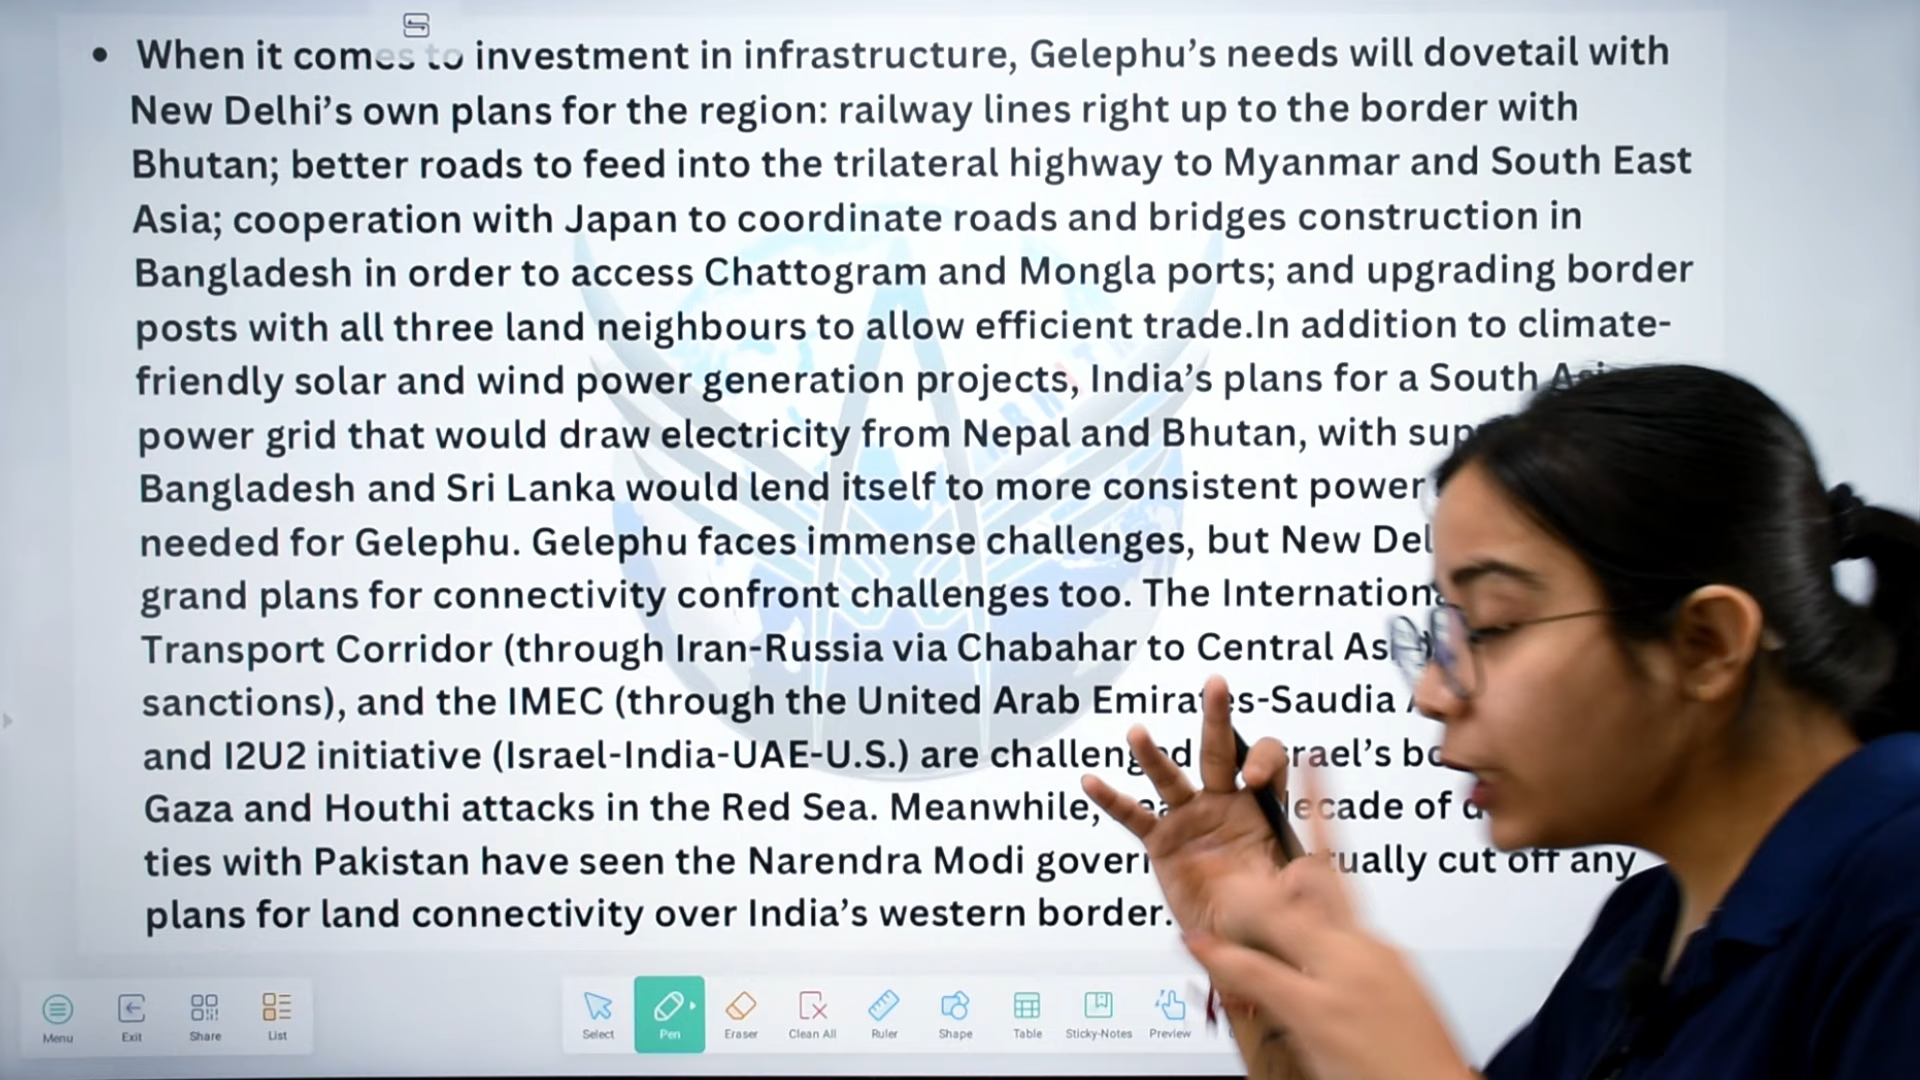 • When it comes to investment in infrastructure, Gelephu’s needs will dovetail with
New Delhi’s own plans for the region: railway lines right up to the border with
Bhutan; better roads to feed into the trilateral highway to Myanmar and South East
Asia; cooperation with Japan to coordinate roads and bridges construction in
Bangladesh in order to access Chattogram and Mongla ports; and upgrading border
posts with all three land neighbours to allow efficient trade.In addition to climate-
friendly solar and wind power generation projects, India’s plans for a South
power grid that would draw electricity from Nepal and Bhutan, with
Bangladesh and Sri Lanka would lend itself to more consistent power
needed for Gelephu. Gelephu faces immense challenges, but New
grand plans for connectivity confront challenges too. The
Transport Corridor (through Iran-Russia via Chabahar to Central
sanctions), and the IMEC (through the United Arab Emirates-Saudia
and I2U2 initiative (Israel-India-UAE-U.S.) are challenged
Gaza and Houthi attacks in the Red Sea. Meanwhile, decade of
ties with Pakistan have seen the Narendra Modi cut off any
plans for land connectivity over India’s western border.
Menu Exit Share List Select Pen Eraser Clean All Ruler Shape Table Sticky-Notes Preview